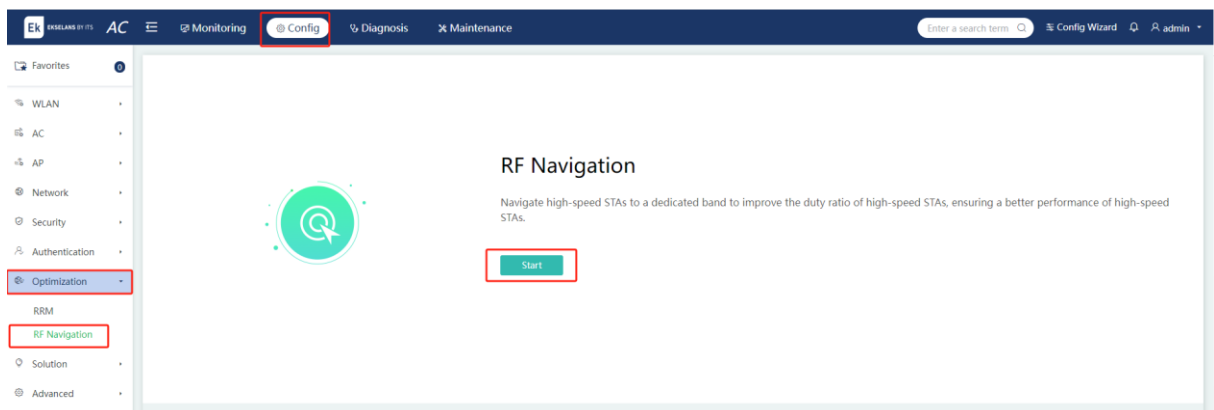 Ek EKSELANS BY ITS AC Monitoring Config Diagnosis Maintenance Enter a search term Config Wizard admin
Favorites 0
WLAN
AC
AP
Network
Security
Authentication
Optimization
RRM
RF Navigation
Solution
Advanced
RF Navigation
Navigate high-speed STAs to a dedicated band to improve the duty ratio of high-speed STAs, ensuring a better performance of high-speed
STAs.
Start